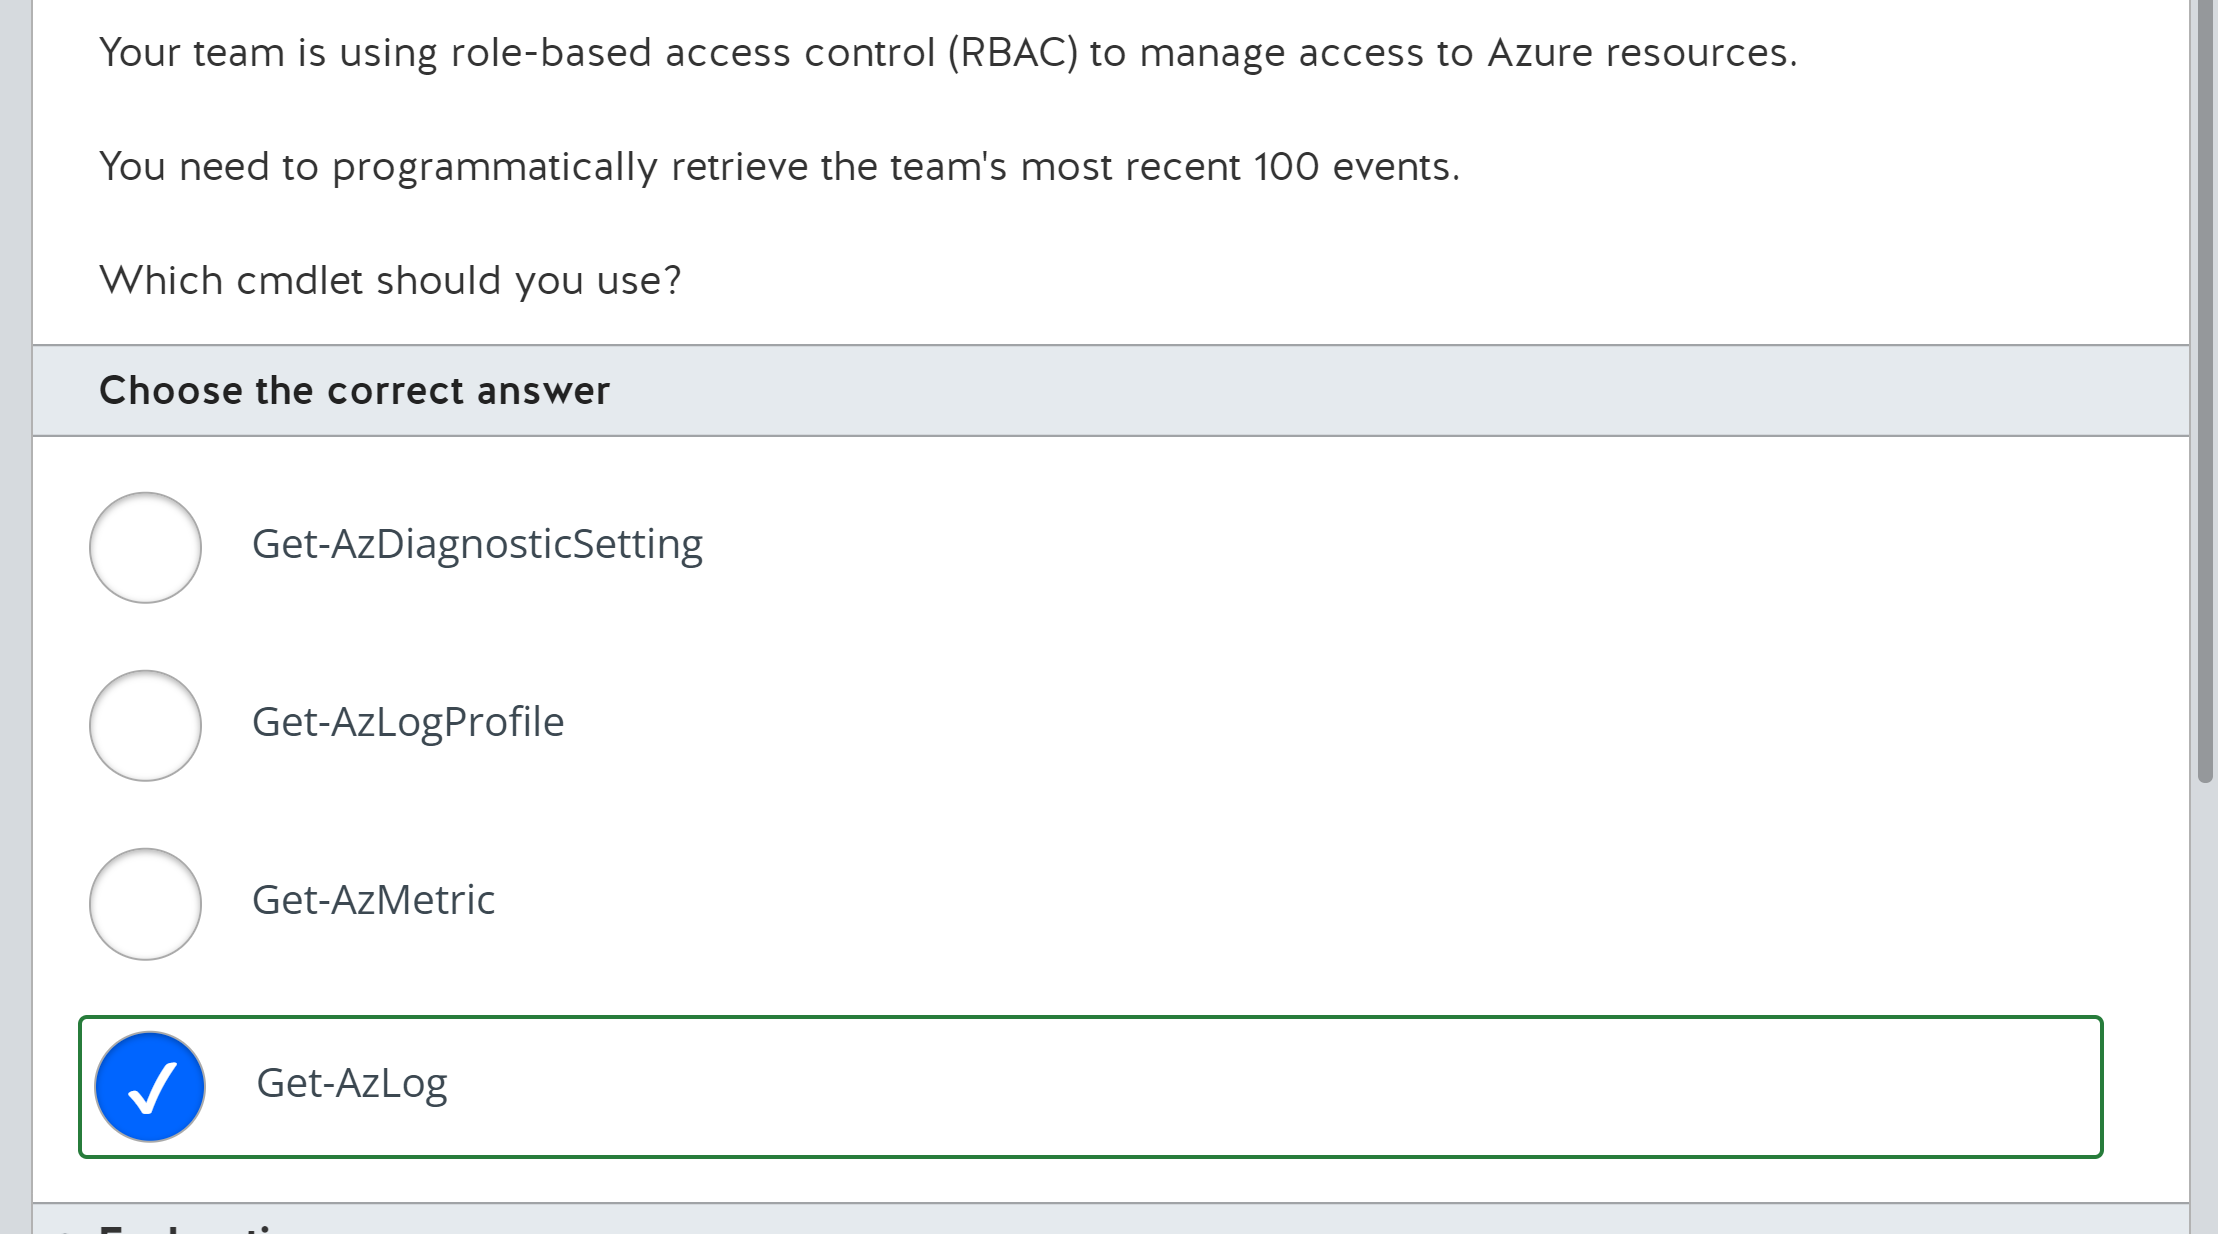 Your team is using role-based access control (RBAC) to manage access to Azure resources.
You need to programmatically retrieve the team's most recent 100 events.
Which cmdlet should you use?
Choose the correct answer
Get-AzDiagnosticSetting
Get-AzLogProfile
Get-AzMetric
Get-AzLog